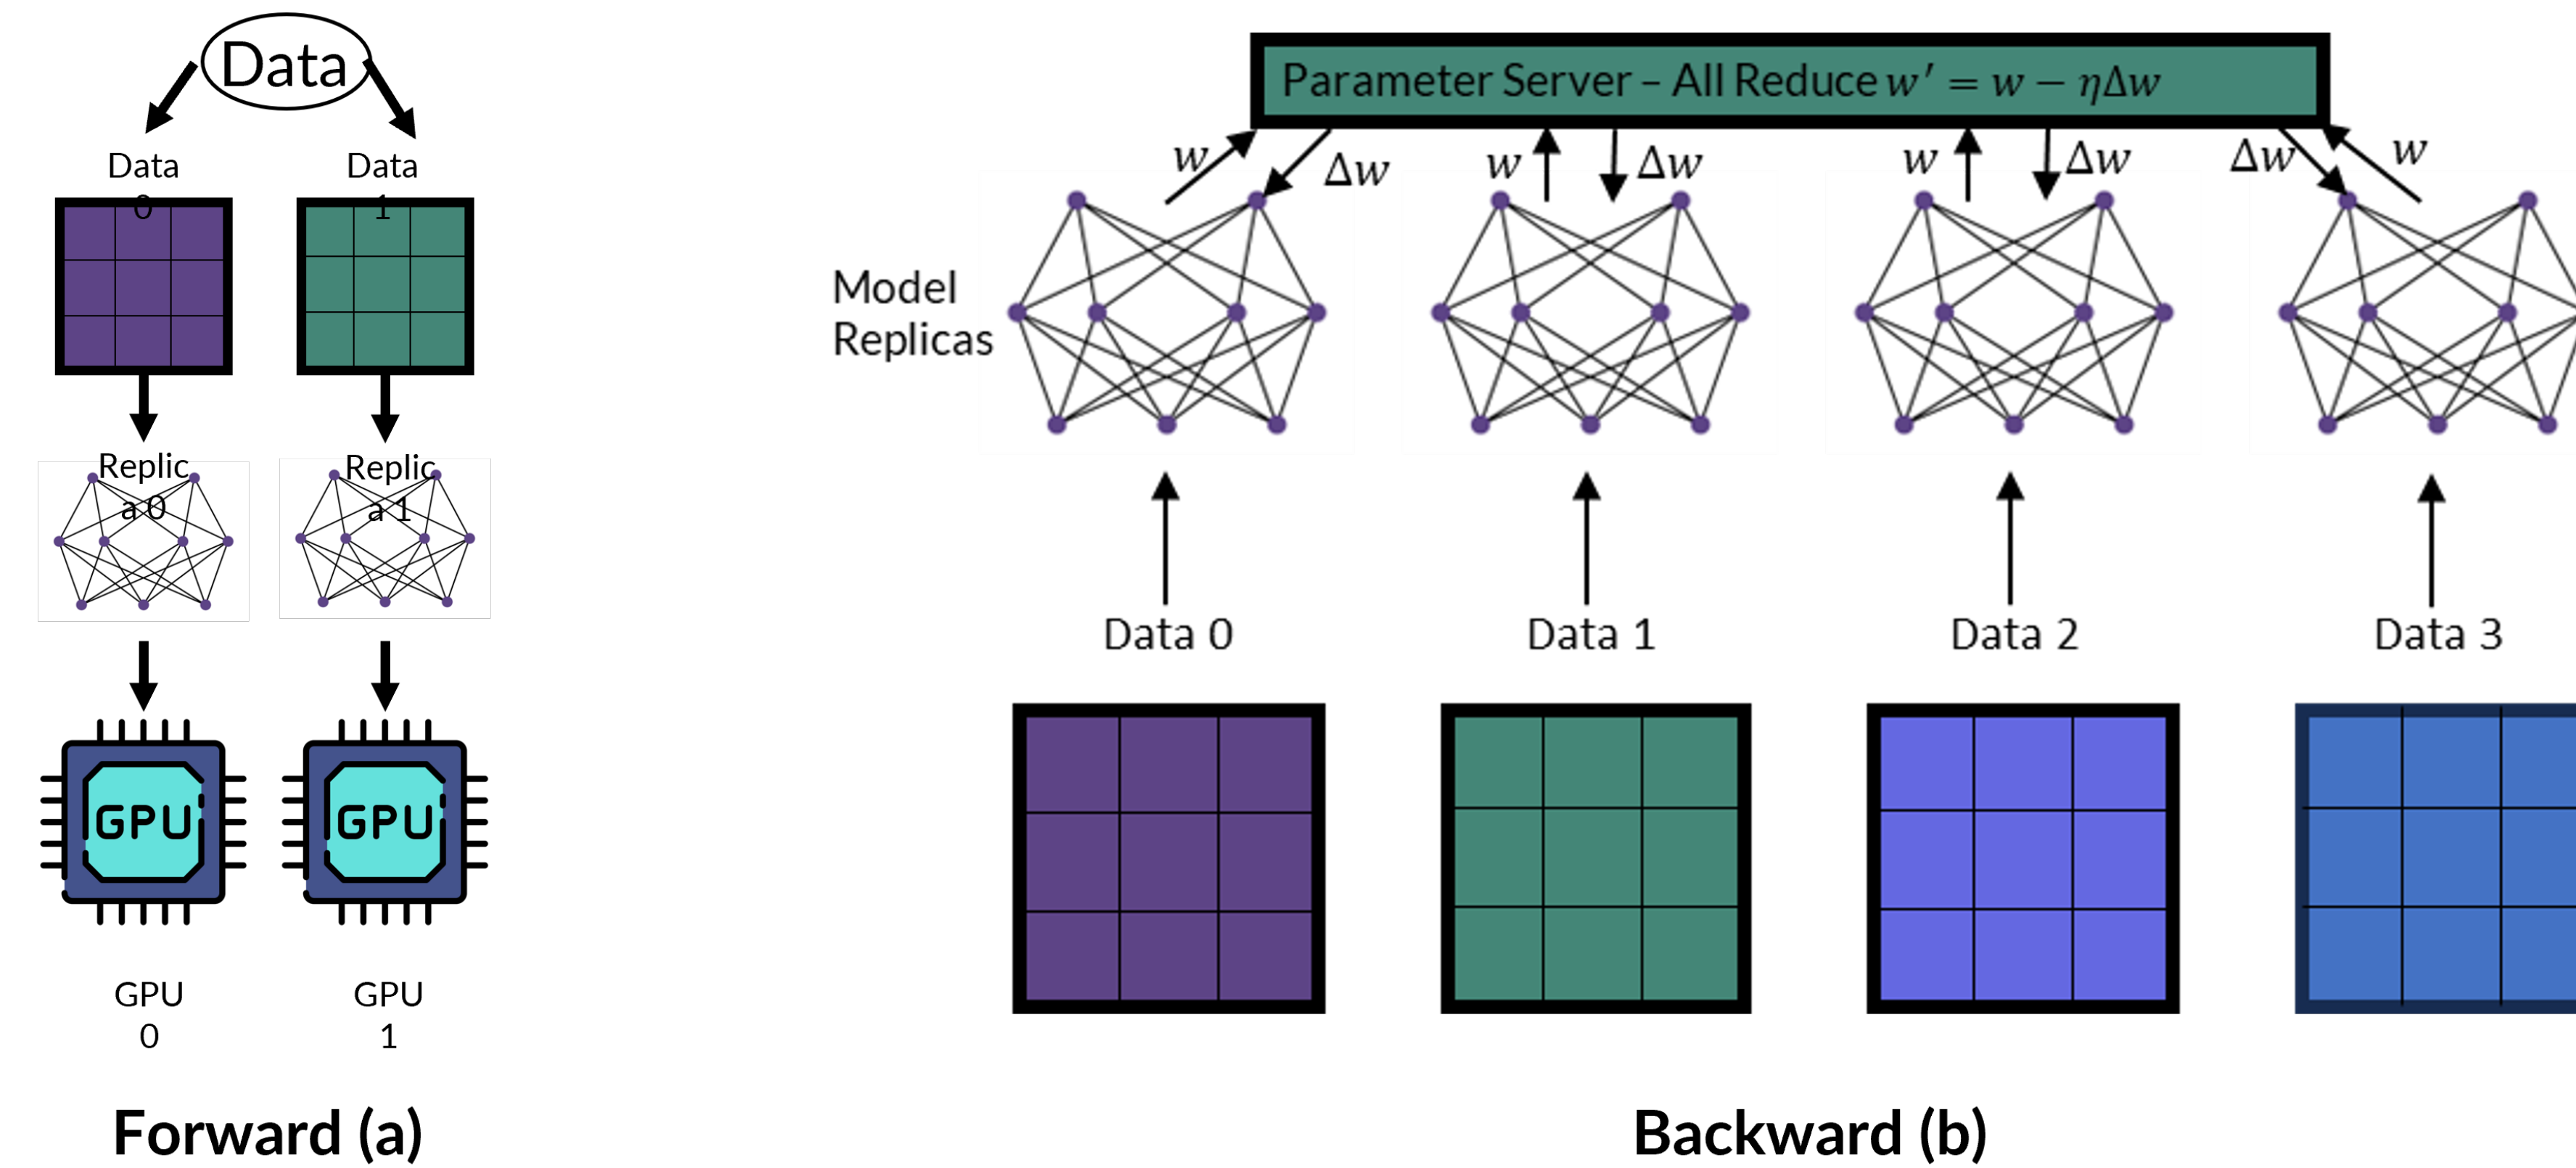 Data
Data
0
Data
1
Replic
a 0
Replic
a 1
GPU
GPU
GPU
0
GPU
1
Forward (a)
Parameter Server – All Reduce w′ = w − ηΔw
w
Δw
w
Δw
w
Δw
Δw
w
Model
Replicas
Data 0
Data 1
Data 2
Data 3
Backward (b)